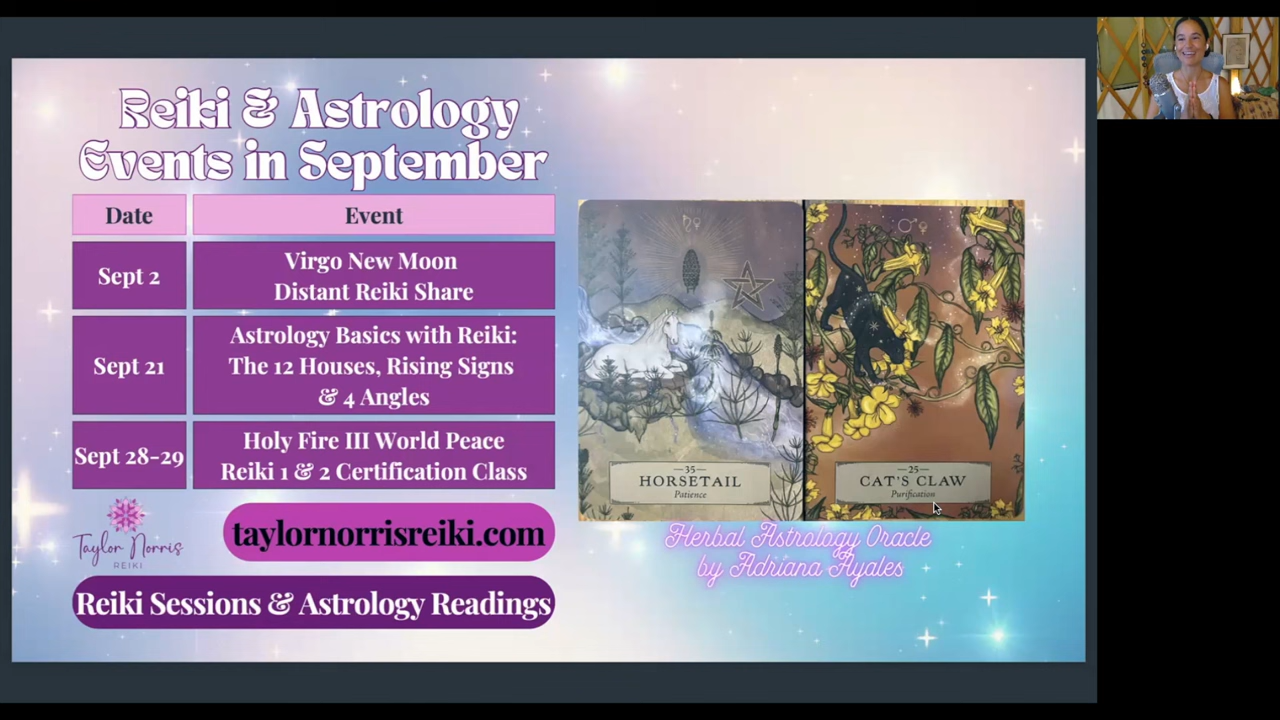 Reiki & Astrology
Events in September
Date
Event
Sept 2
Virgo New Moon
Distant Reiki Share
Sept 21
Astrology Basics with Reiki:
The 12 Houses, Rising Signs
& 4 Angles
Sept 28-29
Holy Fire III World Peace
Reiki 1 & 2 Certification Class
Taylor Norris
REIKI
taylornorrisreiki.com
Reiki Sessions & Astrology Readings
—35—
HORSETAIL
Patience
—25—
CAT'S CLAW
Purification
Herbal Astrology Oracle
by Adriana Ayales